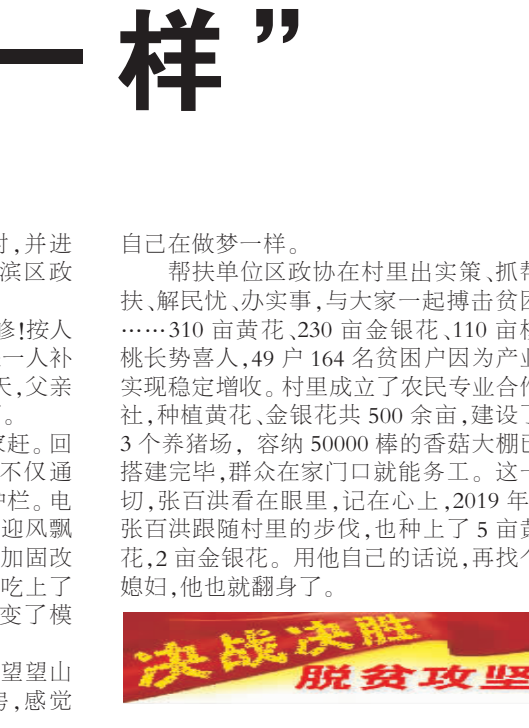 一样”
寸,并进
滨区政
修!按人
一人补
天,父亲
。
家赶。回
不仅通
护栏。电
迎风飘
加固改
吃上了
变了模
望望山
号,感觉
自己在做梦一样。
帮扶单位区政协在村里出实策、抓帮
扶、解民忧、办实事,与大家一起搏击贫困
……310 亩黄花、230 亩金银花、110 亩核
桃长势喜人,49 户 164 名贫困户因为产业
实现稳定增收。村里成立了农民专业合作
社,种植黄花、金银花共 500 余亩,建设了
3 个养猪场，容纳 50000 棒的香菇大棚已
搭建完毕,群众在家门口就能务工。这一
切,张百洪看在眼里,记在心上,2019 年,
张百洪跟随村里的步伐,也种上了 5 亩黄
花,2 亩金银花。用他自己的话说,再找个
媳妇,他也就翻身了。
决战决胜
脱贫攻坚